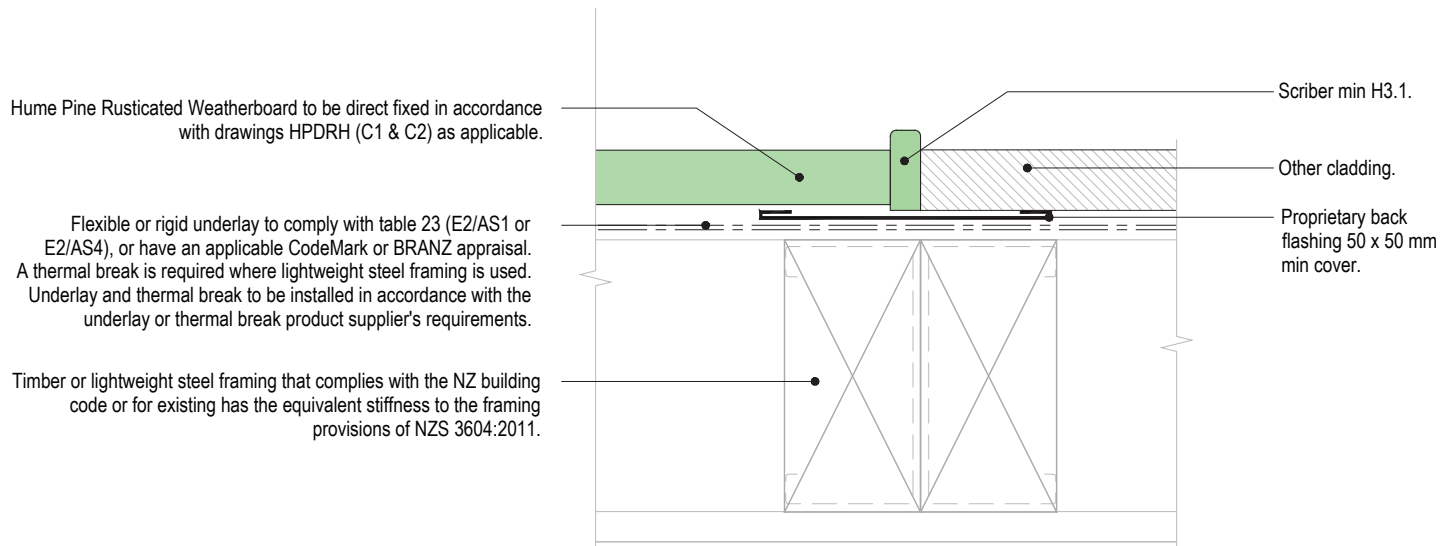 Hume Pine Rusticated Weatherboard to be direct fixed in accordance
with drawings HPDRH (C1 & C2) as applicable.
Flexible or rigid underlay to comply with table 23 (E2/AS1 or
E2/AS4), or have an applicable CodeMark or BRANZ appraisal.
A thermal break is required where lightweight steel framing is used.
Underlay and thermal break to be installed in accordance with the
underlay or thermal break product supplier's requirements.
Timber or lightweight steel framing that complies with the NZ building
code or for existing has the equivalent stiffness to the framing
provisions of NZS 3604:2011.
Scriber min H3.1.
Other cladding.
Proprietary back
flashing 50 x 50 mm
min cover.